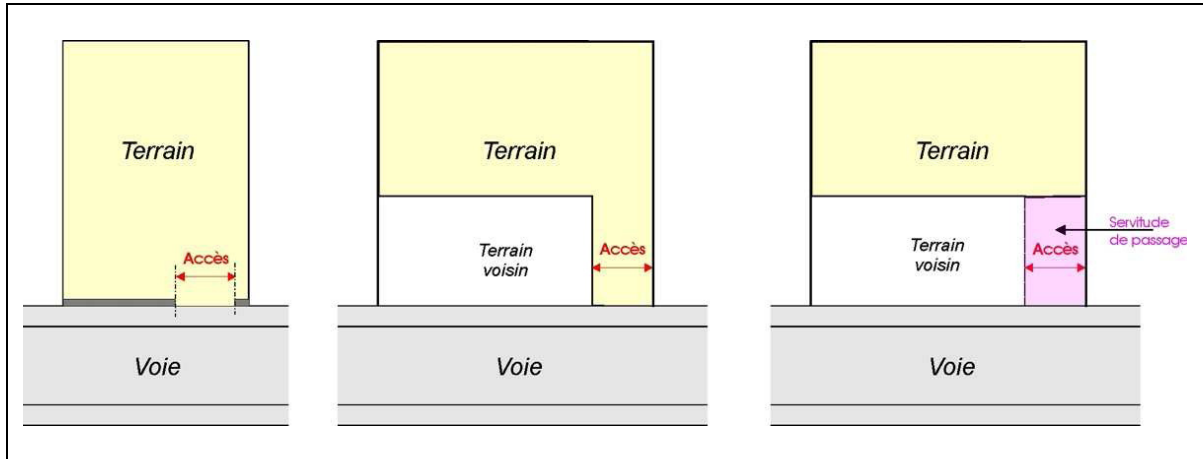 Terrain
Accès
Voie
Terrain
Terrain
voisin
Accès
Voie
Terrain
Terrain
voisin
Accès
Servitude
de passage
Voie